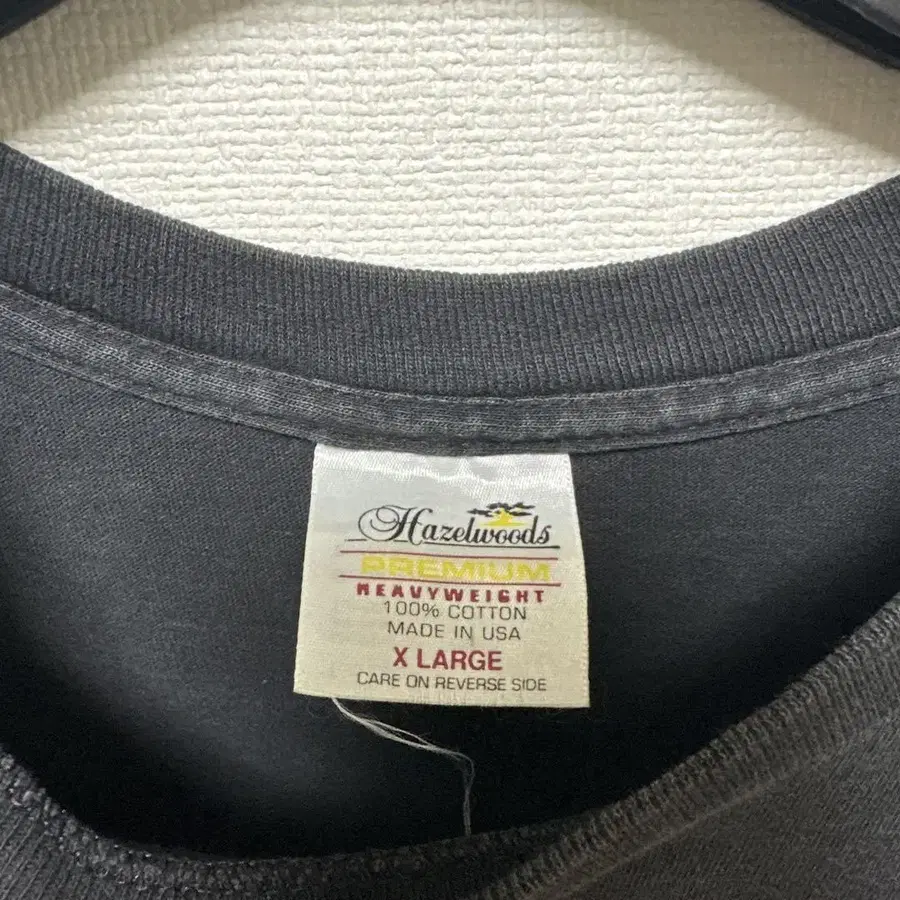 Hazelwoods
PREMIUM
HEAVYWEIGHT
100% COTTON
MADE IN USA
X LARGE
CARE ON REVERSE SIDE